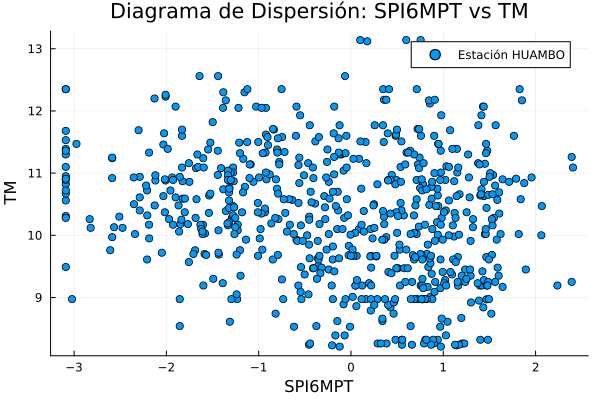 Diagrama de Dispersión: SPI6MPT vs TM
Estación HUAMBO
13
12
11
10
9
TM
−3
−2
−1
0
1
2
SPI6MPT